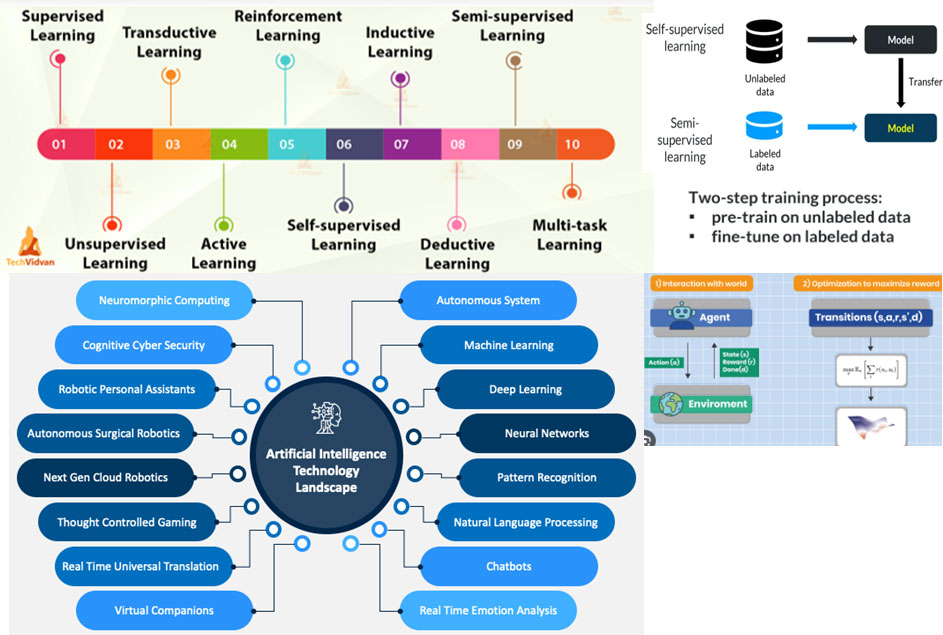 Supervised
Learning
Transductive
Learning
Reinforcement
Learning
Inductive
Learning
Semi-supervised
Learning
01 02 03 04 05 06 07 08 09 10
Unsupervised
Learning
Active
Learning
Self-supervised
Learning
Deductive
Learning
Multi-task
Learning
TechVidvan
Self-supervised
learning
Unlabeled
data
Model
Transfer
Semi-
supervised
learning
Labeled
data
Model
Two-step training process:
▪ pre-train on unlabeled data
▪ fine-tune on labeled data
Neuromorphic Computing
Cognitive Cyber Security
Robotic Personal Assistants
Autonomous Surgical Robotics
Next Gen Cloud Robotics
Thought Controlled Gaming
Real Time Universal Translation
Virtual Companions
Artificial Intelligence
Technology
Landscape
Autonomous System
Machine Learning
Deep Learning
Neural Networks
Pattern Recognition
Natural Language Processing
Chatbots
Real Time Emotion Analysis
1) Interaction with world
Agent
Action (a)
State (s)
Reward (r)
Done(d)
Enviroment
2) Optimization to maximize reward
Transitions (s,a,r,s',d)